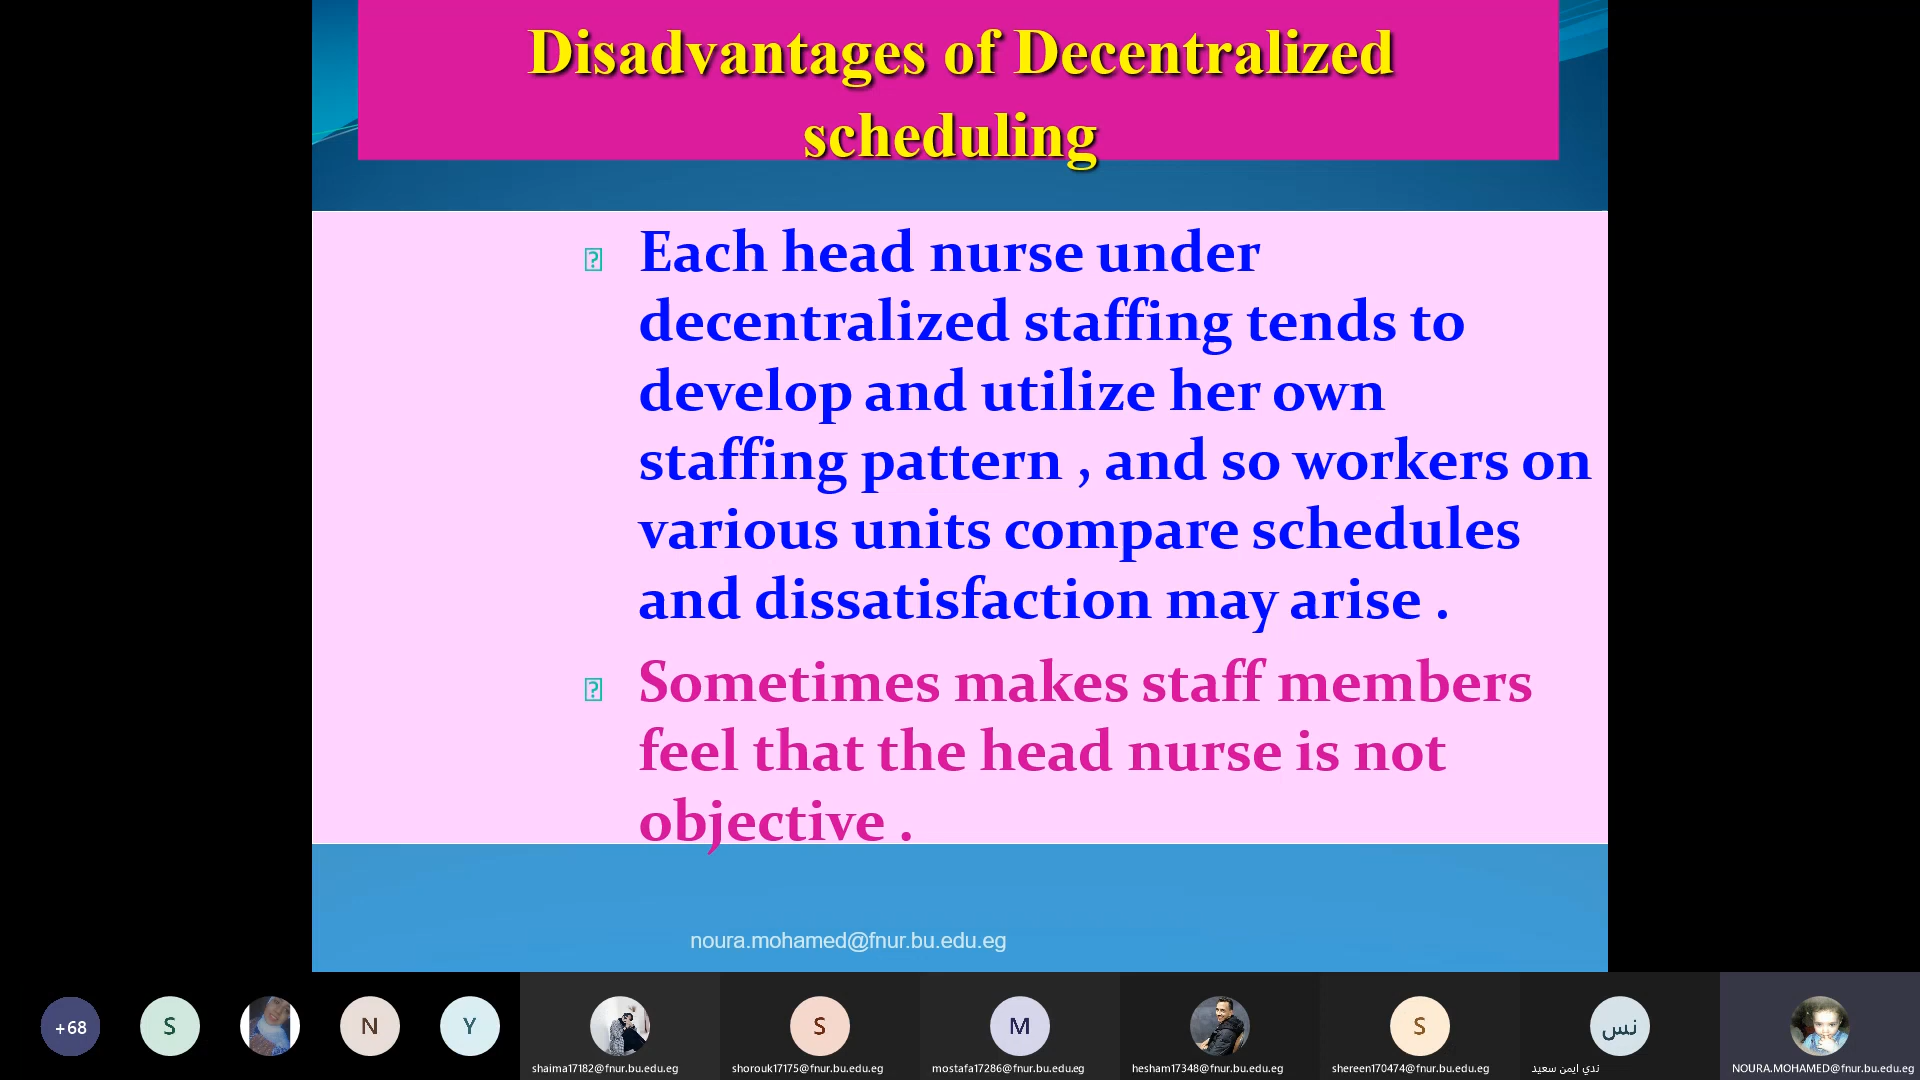 Disadvantages of Decentralized
scheduling
Each head nurse under
decentralized staffing tends to
develop and utilize her own
staffing pattern , and so workers on
various units compare schedules
and dissatisfaction may arise .
Sometimes makes staff members
feel that the head nurse is not
objective .
noura.mohamed@fnur.bu.edu.eg
+68
S
N
Y
S
M
S
نس
shaima17182@fnur.bu.edu.eg
shorouk17175@fnur.bu.edu.eg
mostafa17286@fnur.bu.edu.eg
hesham17348@fnur.bu.edu.eg
shereen170474@fnur.bu.edu.eg
ندي ايمن سعيد
NOURA.MOHAMED@fnur.bu.edu.eg